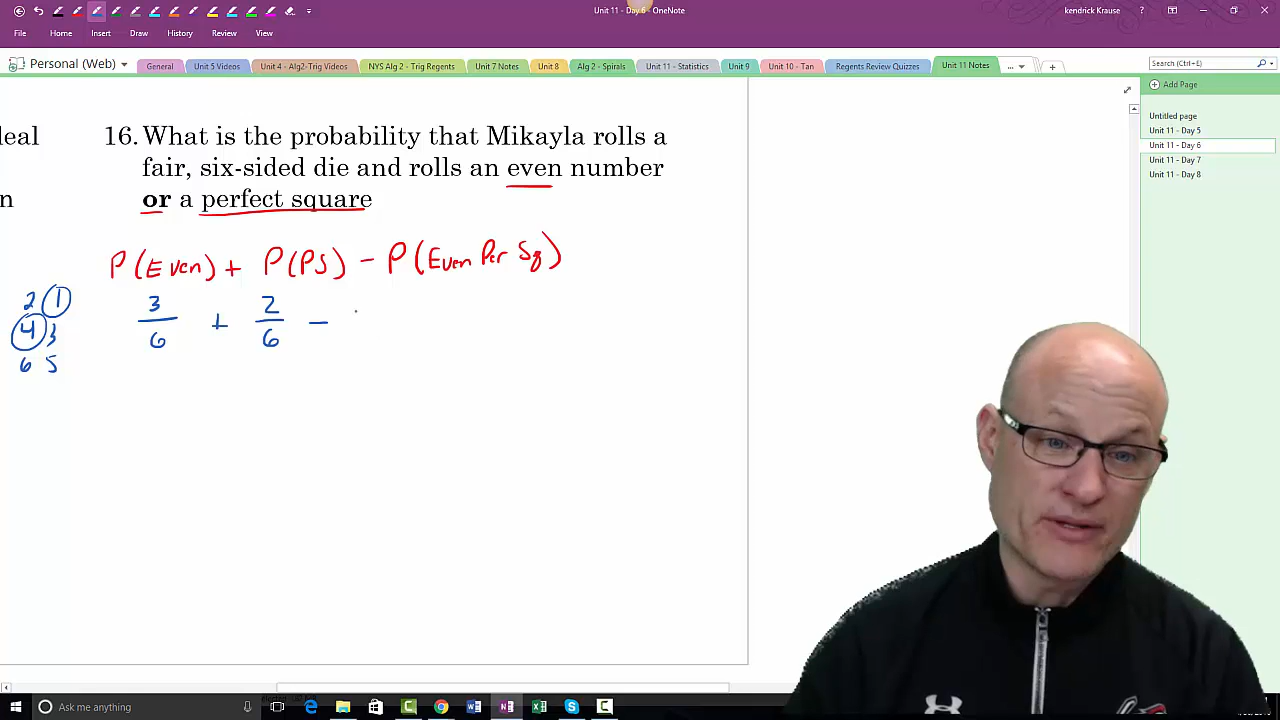 Unit 11 - Day 6 - OneNote
kendrick Krause
?
File Home Insert Draw History Review View
Personal (Web)
General
Unit 5 Videos
Unit 4 - Alg2-Trig Videos
NYS Alg 2 - Trig Regents
Unit 7 Notes
Unit 8
Alg 2 - Spirals
Unit 11 - Statistics
Unit 9
Unit 10 - Tan
Regents Review Quizzes
Unit 11 Notes
...
Search (Ctrl+E)
Add Page
Untitled page
Unit 11 - Day 5
Unit 11 - Day 6
Unit 11 - Day 7
Unit 11 - Day 8
leal
n
16. What is the probability that Mikayla rolls a
fair, six-sided die and rolls an even number
or a perfect square
P(Even) + P(PS) - P(Even Per Sq)
2 1
4 3
6 5
3/6 + 2/6 -
Ask me anything